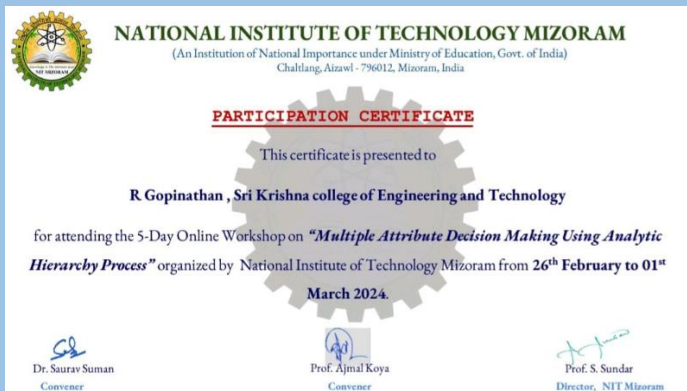 NATIONAL INSTITUTE OF TECHNOLOGY MIZORAM
(An Institution of National Importance under Ministry of Education, Govt. of India)
Chaltlang, Aizawl - 796012, Mizoram, India
NIT MIZORAM
PARTICIPATION CERTIFICATE
This certificate is presented to
R Gopinathan , Sri Krishna college of Engineering and Technology
for attending the 5-Day Online Workshop on “Multiple Attribute Decision Making Using Analytic
Hierarchy Process” organized by National Institute of Technology Mizoram from 26th February to 01st
March 2024.
Dr. Saurav Suman
Convener
Prof. Ajmal Koya
Convener
Prof. S. Sundar
Director, NIT Mizoram